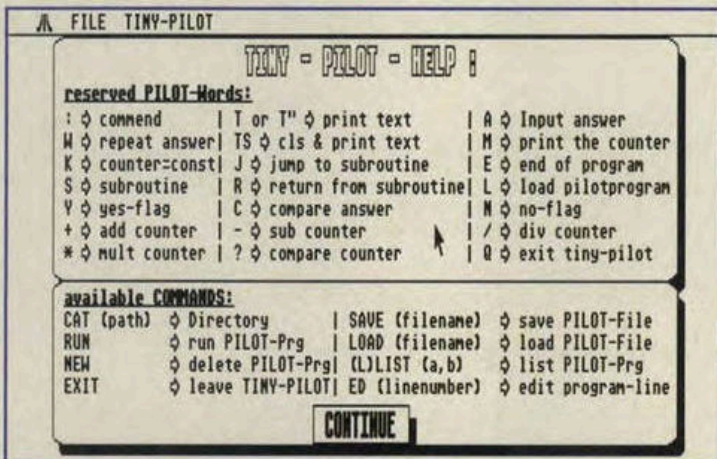 FILE TINY-PILOT
TINY - PILOT - HELP :
reserved PILOT-Words:
: ⇨ commend | T or T" ⇨ print text | A ⇨ Input answer
W ⇨ repeat answer| TS ⇨ cls & print text | M ⇨ print the counter
K ⇨ counter=const| J ⇨ jump to subroutine | E ⇨ end of program
S ⇨ subroutine | R ⇨ return from subroutine| L ⇨ load pilotprogram
Y ⇨ yes-flag | C ⇨ compare answer | N ⇨ no-flag
+ ⇨ add counter | - ⇨ sub counter | / ⇨ div counter
* ⇨ mult counter | ? ⇨ compare counter | Q ⇨ exit tiny-pilot
available COMMANDS:
CAT (path) ⇨ Directory | SAVE (filename) ⇨ save PILOT-File
RUN ⇨ run PILOT-Prg | LOAD (filename) ⇨ load PILOT-File
NEW ⇨ delete PILOT-Prg| (L)LIST (a,b) ⇨ list PILOT-Prg
EXIT ⇨ leave TINY-PILOT| ED (linenumber) ⇨ edit program-line
CONTINUE